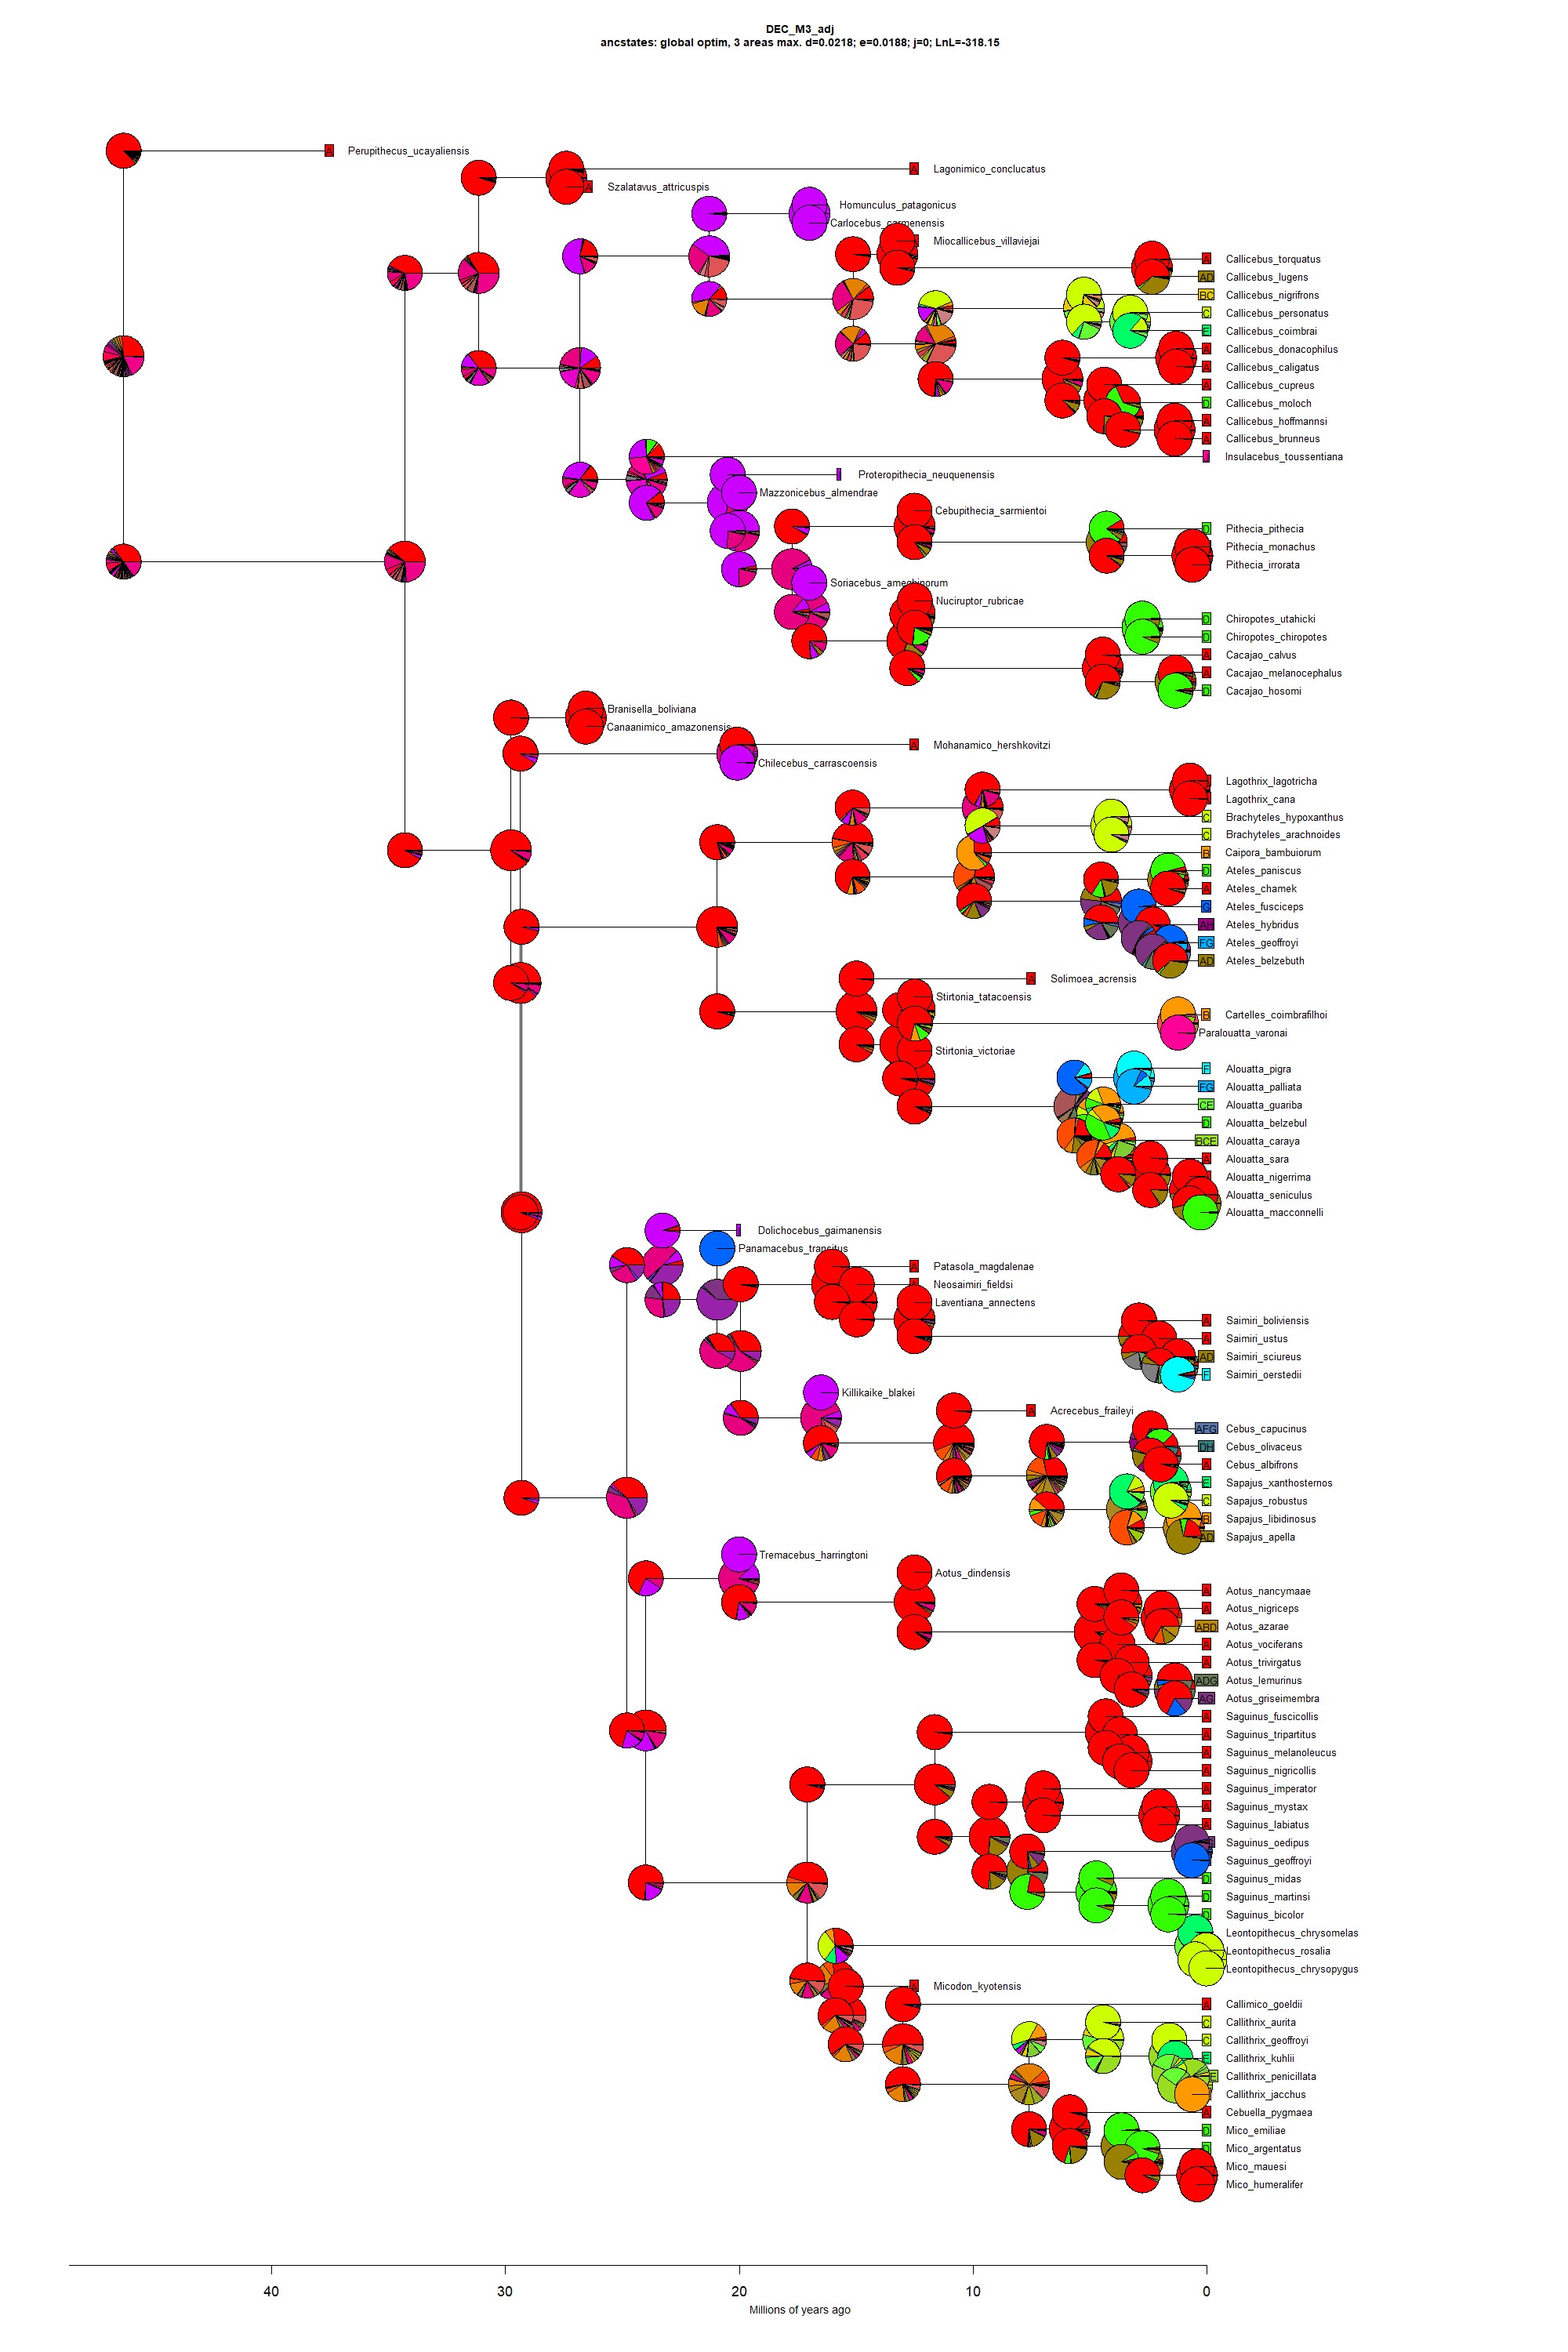 DEC_M3_adj
ancstates: global optim, 3 areas max. d=0.0218; e=0.0188; j=0; LnL=-318.15
A Perupithecus_ucayaliensis
A Lagonimico_conclucatus
A Szalatavus_attricuspis
Homunculus_patagonicus
Carlocebus_carmenensis
Miocallicebus_villaviejai
A Callicebus_torquatus
AD Callicebus_lugens
BC Callicebus_nigrifrons
C Callicebus_personatus
E Callicebus_coimbrai
A Callicebus_donacophilus
A Callicebus_caligatus
A Callicebus_cupreus
D Callicebus_moloch
A Callicebus_hoffmannsi
A Callicebus_brunneus
Insulacebus_toussentiana
Proteropithecia_neuquenensis
Mazzonicebus_almendrae
Cebupithecia_sarmientoi
D Pithecia_pithecia
Pithecia_monachus
Pithecia_irrorata
Soriacebus_ameghinorum
Nuciruptor_rubricae
D Chiropotes_utahicki
D Chiropotes_chiropotes
A Cacajao_calvus
A Cacajao_melanocephalus
D Cacajao_hosomi
Branisella_boliviana
Canaanimico_amazonensis
A Mohanamico_hershkovitzi
Chilecebus_carrascoensis
Lagothrix_lagotricha
Lagothrix_cana
C Brachyteles_hypoxanthus
C Brachyteles_arachnoides
B Caipora_bambuiorum
D Ateles_paniscus
A Ateles_chamek
G Ateles_fusciceps
AH Ateles_hybridus
FG Ateles_geoffroyi
AD Ateles_belzebuth
A Solimoea_acrensis
Stirtonia_tatacoensis
B Cartelles_coimbrafilhoi
Paralouatta_varonai
Stirtonia_victoriae
F Alouatta_pigra
FG Alouatta_palliata
CE Alouatta_guariba
D Alouatta_belzebul
BCE Alouatta_caraya
A Alouatta_sara
Alouatta_nigerrima
Alouatta_seniculus
Alouatta_macconnelli
Dolichocebus_gaimanensis
Panamacebus_transitus
A Patasola_magdalenae
A Neosaimiri_fieldsi
Laventiana_annectens
A Saimiri_boliviensis
A Saimiri_ustus
AD Saimiri_sciureus
F Saimiri_oerstedii
Killikaike_blakei
A Acrecebus_fraileyi
AFG Cebus_capucinus
DH Cebus_olivaceus
A Cebus_albifrons
E Sapajus_xanthosternos
C Sapajus_robustus
B Sapajus_libidinosus
AD Sapajus_apella
Tremacebus_harringtoni
Aotus_dindensis
A Aotus_nancymaae
A Aotus_nigriceps
ABD Aotus_azarae
A Aotus_vociferans
A Aotus_trivirgatus
ADG Aotus_lemurinus
AG Aotus_griseimembra
A Saguinus_fuscicollis
A Saguinus_tripartitus
A Saguinus_melanoleucus
A Saguinus_nigricollis
A Saguinus_imperator
A Saguinus_mystax
A Saguinus_labiatus
Saguinus_oedipus
Saguinus_geoffroyi
D Saguinus_midas
D Saguinus_martinsi
D Saguinus_bicolor
Leontopithecus_chrysomelas
Leontopithecus_rosalia
Leontopithecus_chrysopygus
A Micodon_kyotensis
A Callimico_goeldii
C Callithrix_aurita
C Callithrix_geoffroyi
E Callithrix_kuhlii
E Callithrix_penicillata
Callithrix_jacchus
A Cebuella_pygmaea
D Mico_emiliae
D Mico_argentatus
Mico_mauesi
Mico_humeralifer
40 30 20 10 0
Millions of years ago